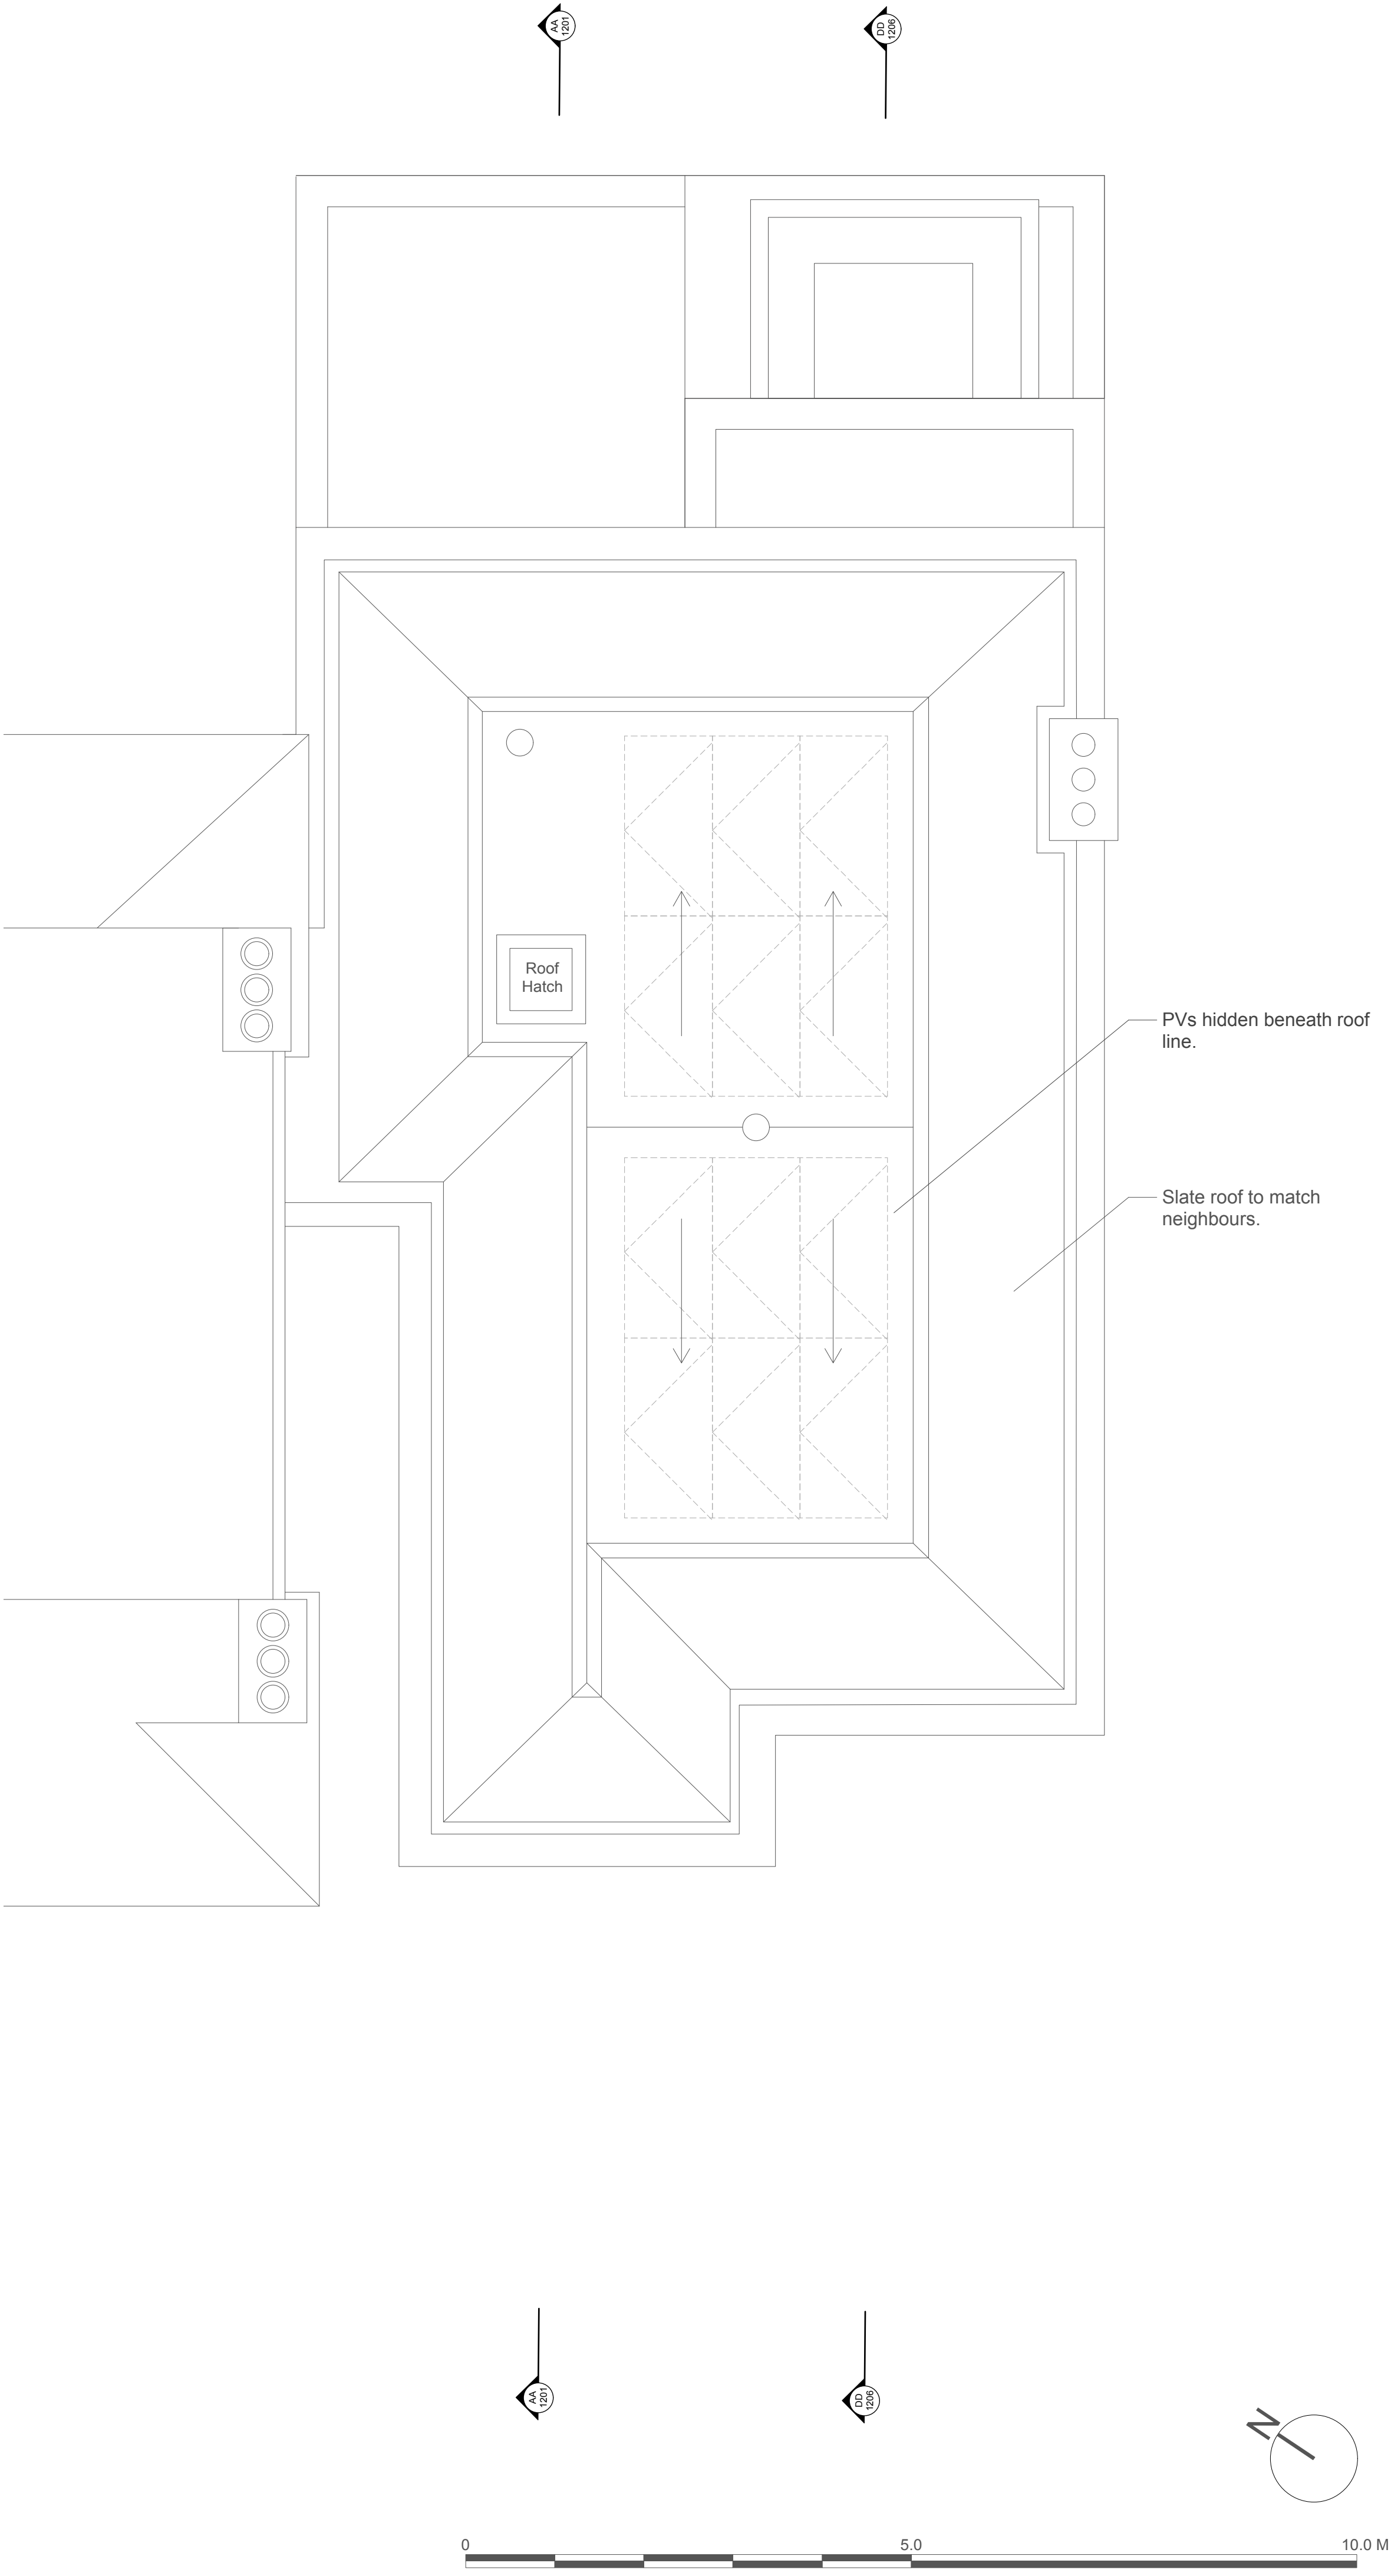 AA
1201
DD
1206
Roof
Hatch
PVs hidden beneath roof
line.
Slate roof to match
neighbours.
AA
1201
DD
1206
N
0
5.0
10.0 M